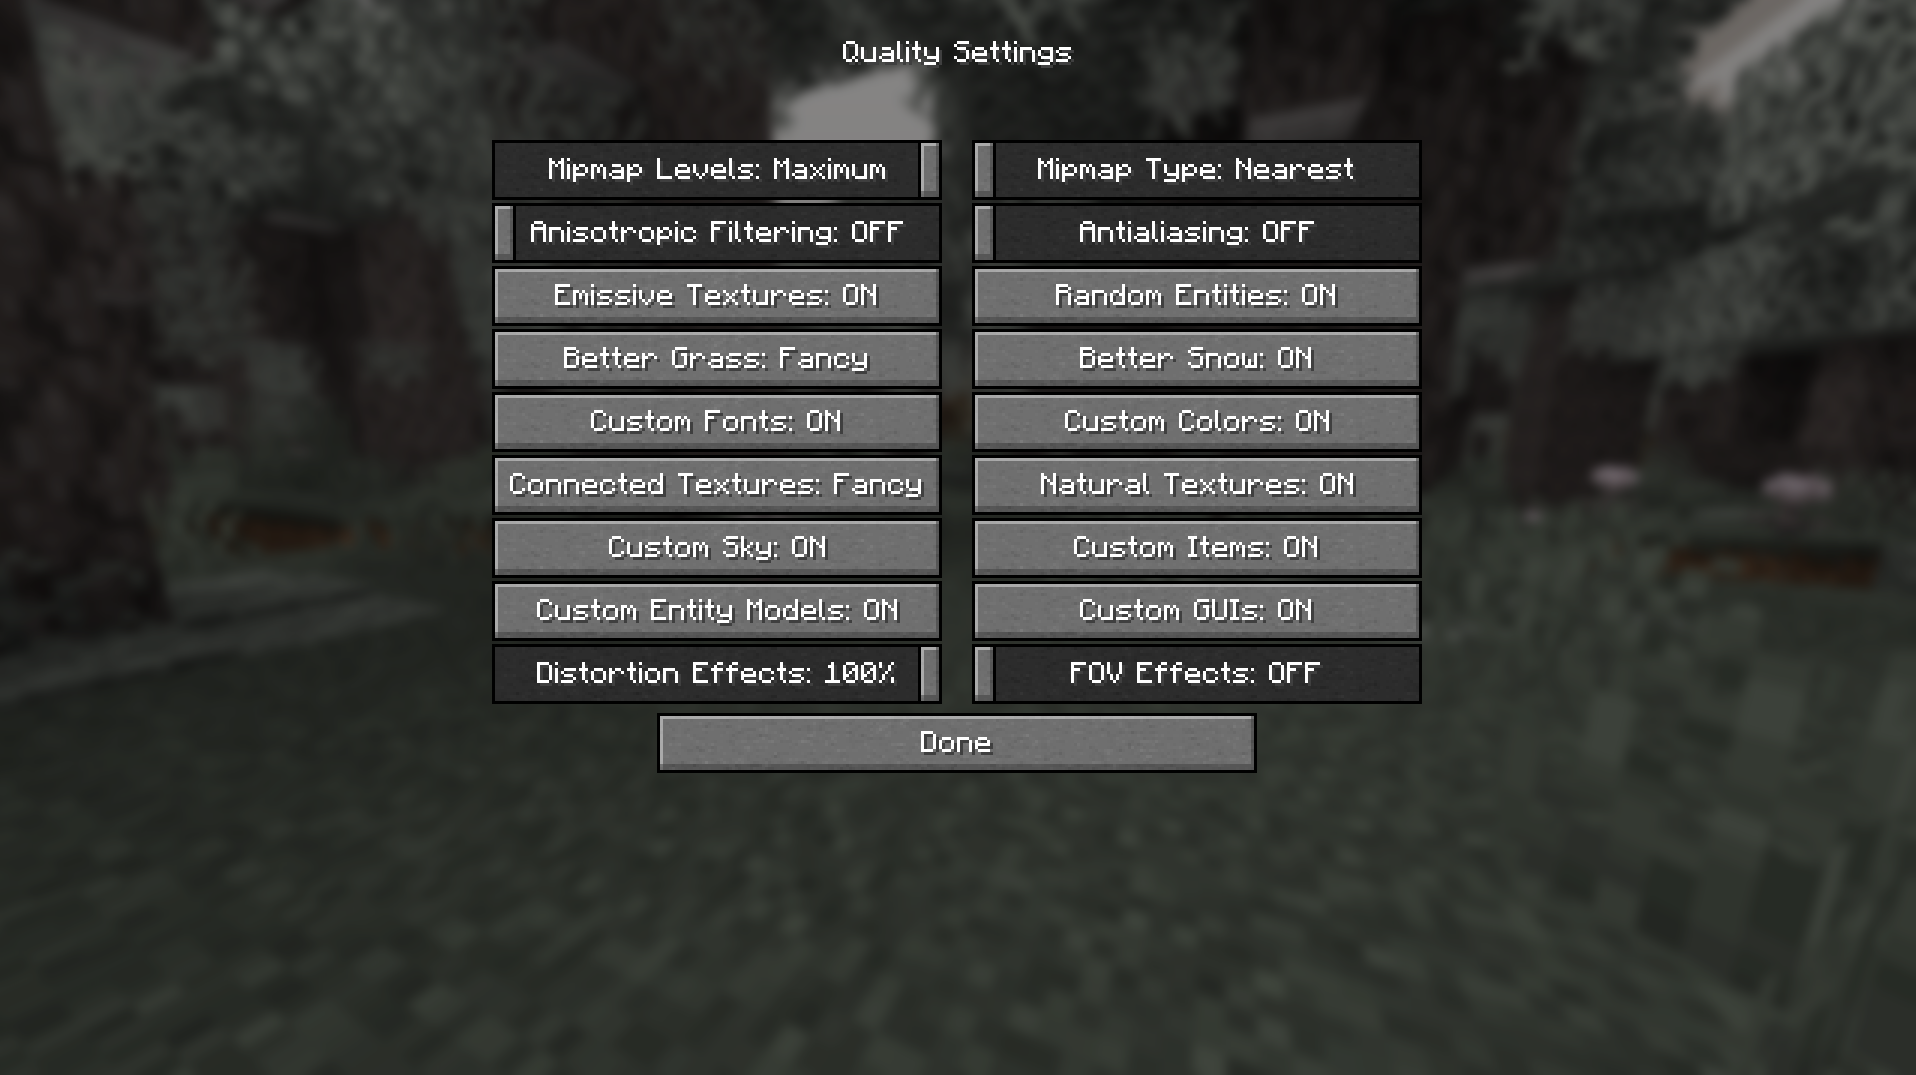 Quality Settings
Mipmap Levels: Maximum
Mipmap Type: Nearest
Anisotropic Filtering: OFF
Antialiasing: OFF
Emissive Textures: ON
Random Entities: ON
Better Grass: Fancy
Better Snow: ON
Custom Fonts: ON
Custom Colors: ON
Connected Textures: Fancy
Natural Textures: ON
Custom Sky: ON
Custom Items: ON
Custom Entity Models: ON
Custom GUIs: ON
Distortion Effects: 100%
FOV Effects: OFF
Done